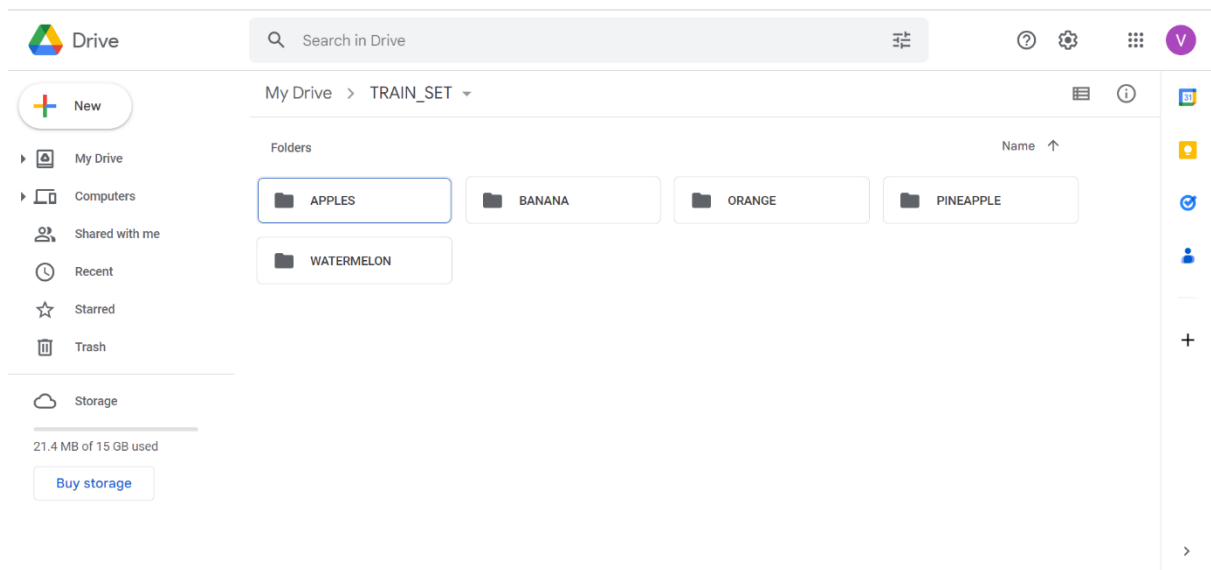 Drive
Search in Drive
V
New
My Drive > TRAIN_SET
31
Folders
Name
My Drive
Computers
Shared with me
Recent
Starred
Trash
APPLES
BANANA
ORANGE
PINEAPPLE
WATERMELON
Storage
21.4 MB of 15 GB used
Buy storage